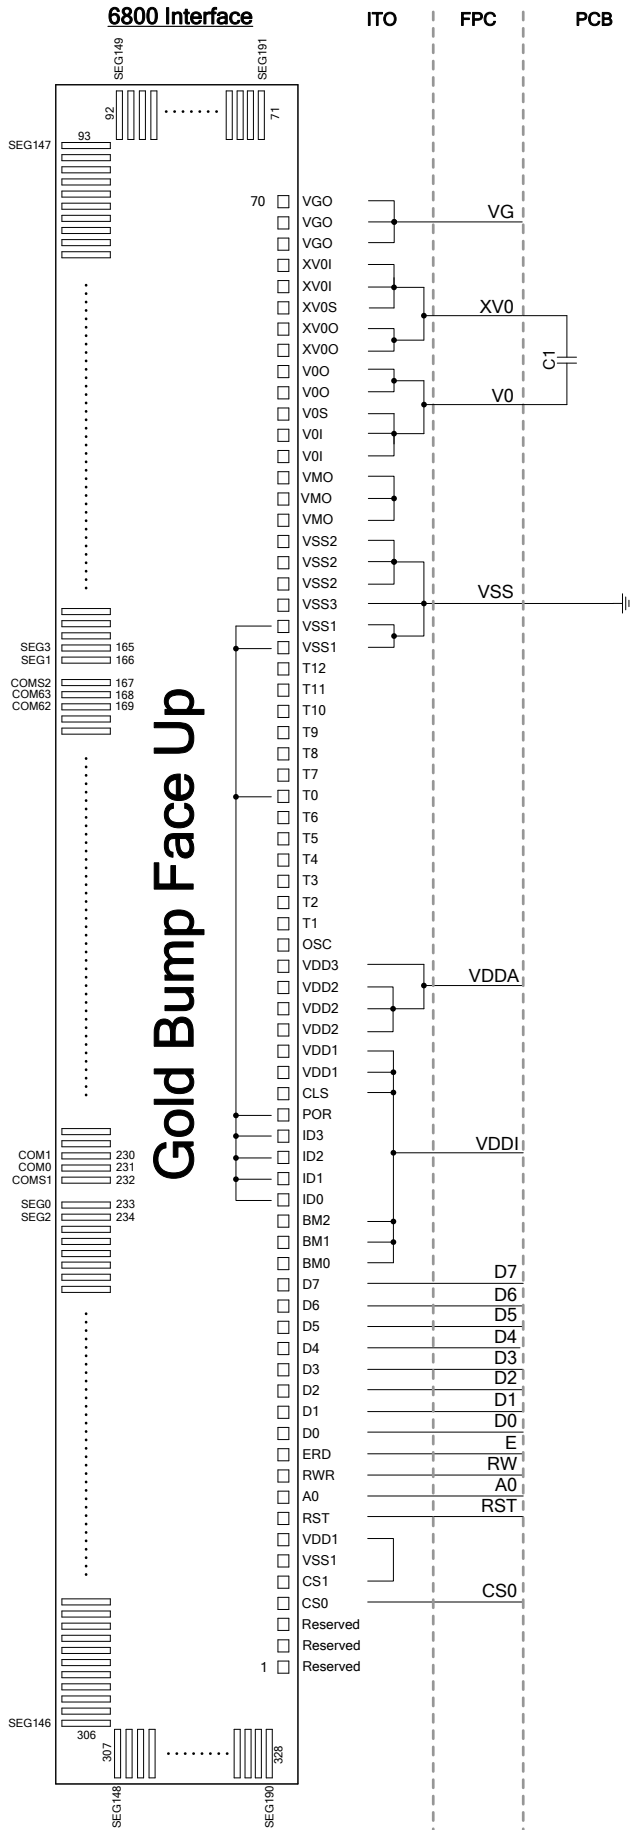 6800 Interface
ITO
FPC
PCB
SEG149
SEG191
92
71
93
SEG147
70
VGO
VGO
VGO
VG
XV0I
XV0I
XV0S
XV0O
XV0O
XV0
C1
V0O
V0O
V0S
V0I
V0I
V0
VMO
VMO
VMO
VSS2
VSS2
VSS2
VSS3
VSS1
VSS1
VSS
SEG3 165
SEG1 166
COMS2 167
COM63 168
COM62 169
T12
T11
T10
T9
T8
T7
T0
T6
T5
T4
T3
T2
T1
OSC
Gold Bump Face Up
VDD3
VDD2
VDD2
VDD2
VDDA
VDD1
VDD1
CLS
POR
ID3
ID2
ID1
ID0
BM2
BM1
BM0
VDDI
COM1 230
COM0 231
COMS1 232
SEG0 233
SEG2 234
D7 D7
D6 D6
D5 D5
D4 D4
D3 D3
D2 D2
D1 D1
D0 D0
ERD E
RWR RW
A0 A0
RST RST
VDD1
VSS1
CS1
CS0 CS0
Reserved
Reserved
1 Reserved
SEG146
306
307
328
SEG148
SEG190